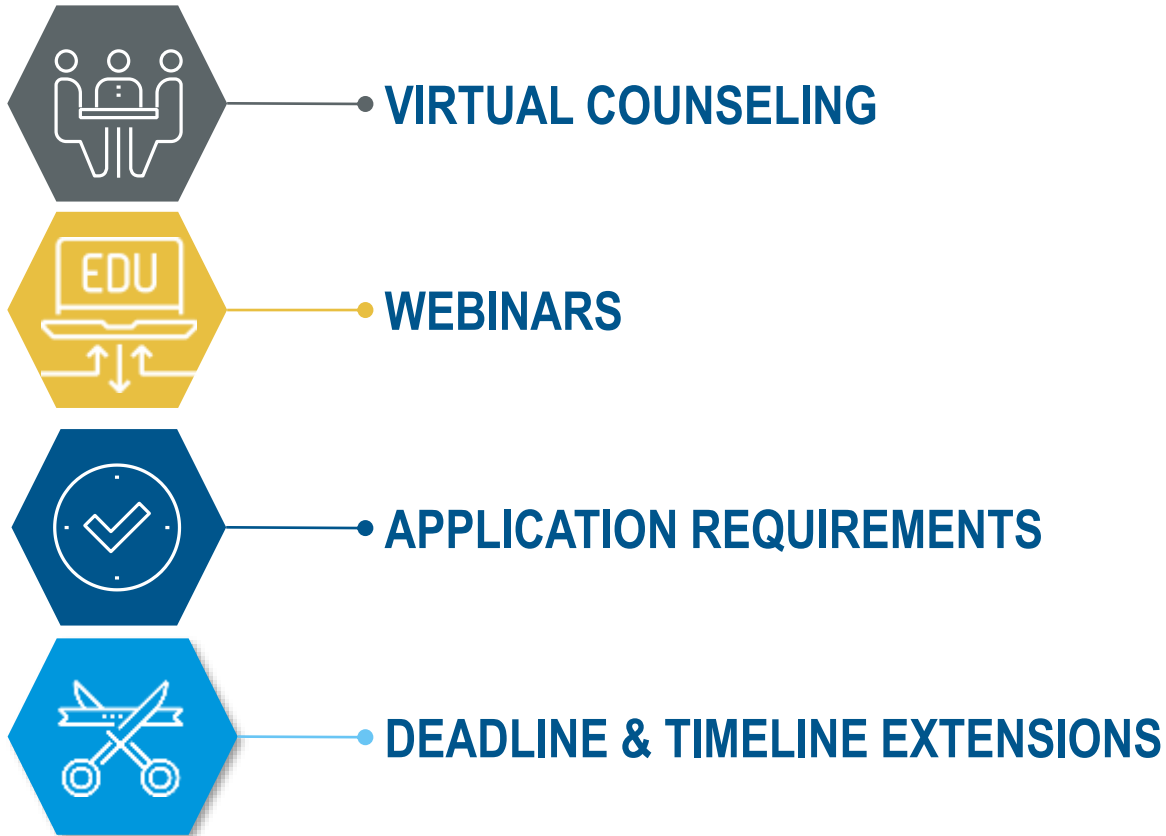 VIRTUAL COUNSELING
EDU
WEBINARS
APPLICATION REQUIREMENTS
DEADLINE & TIMELINE EXTENSIONS